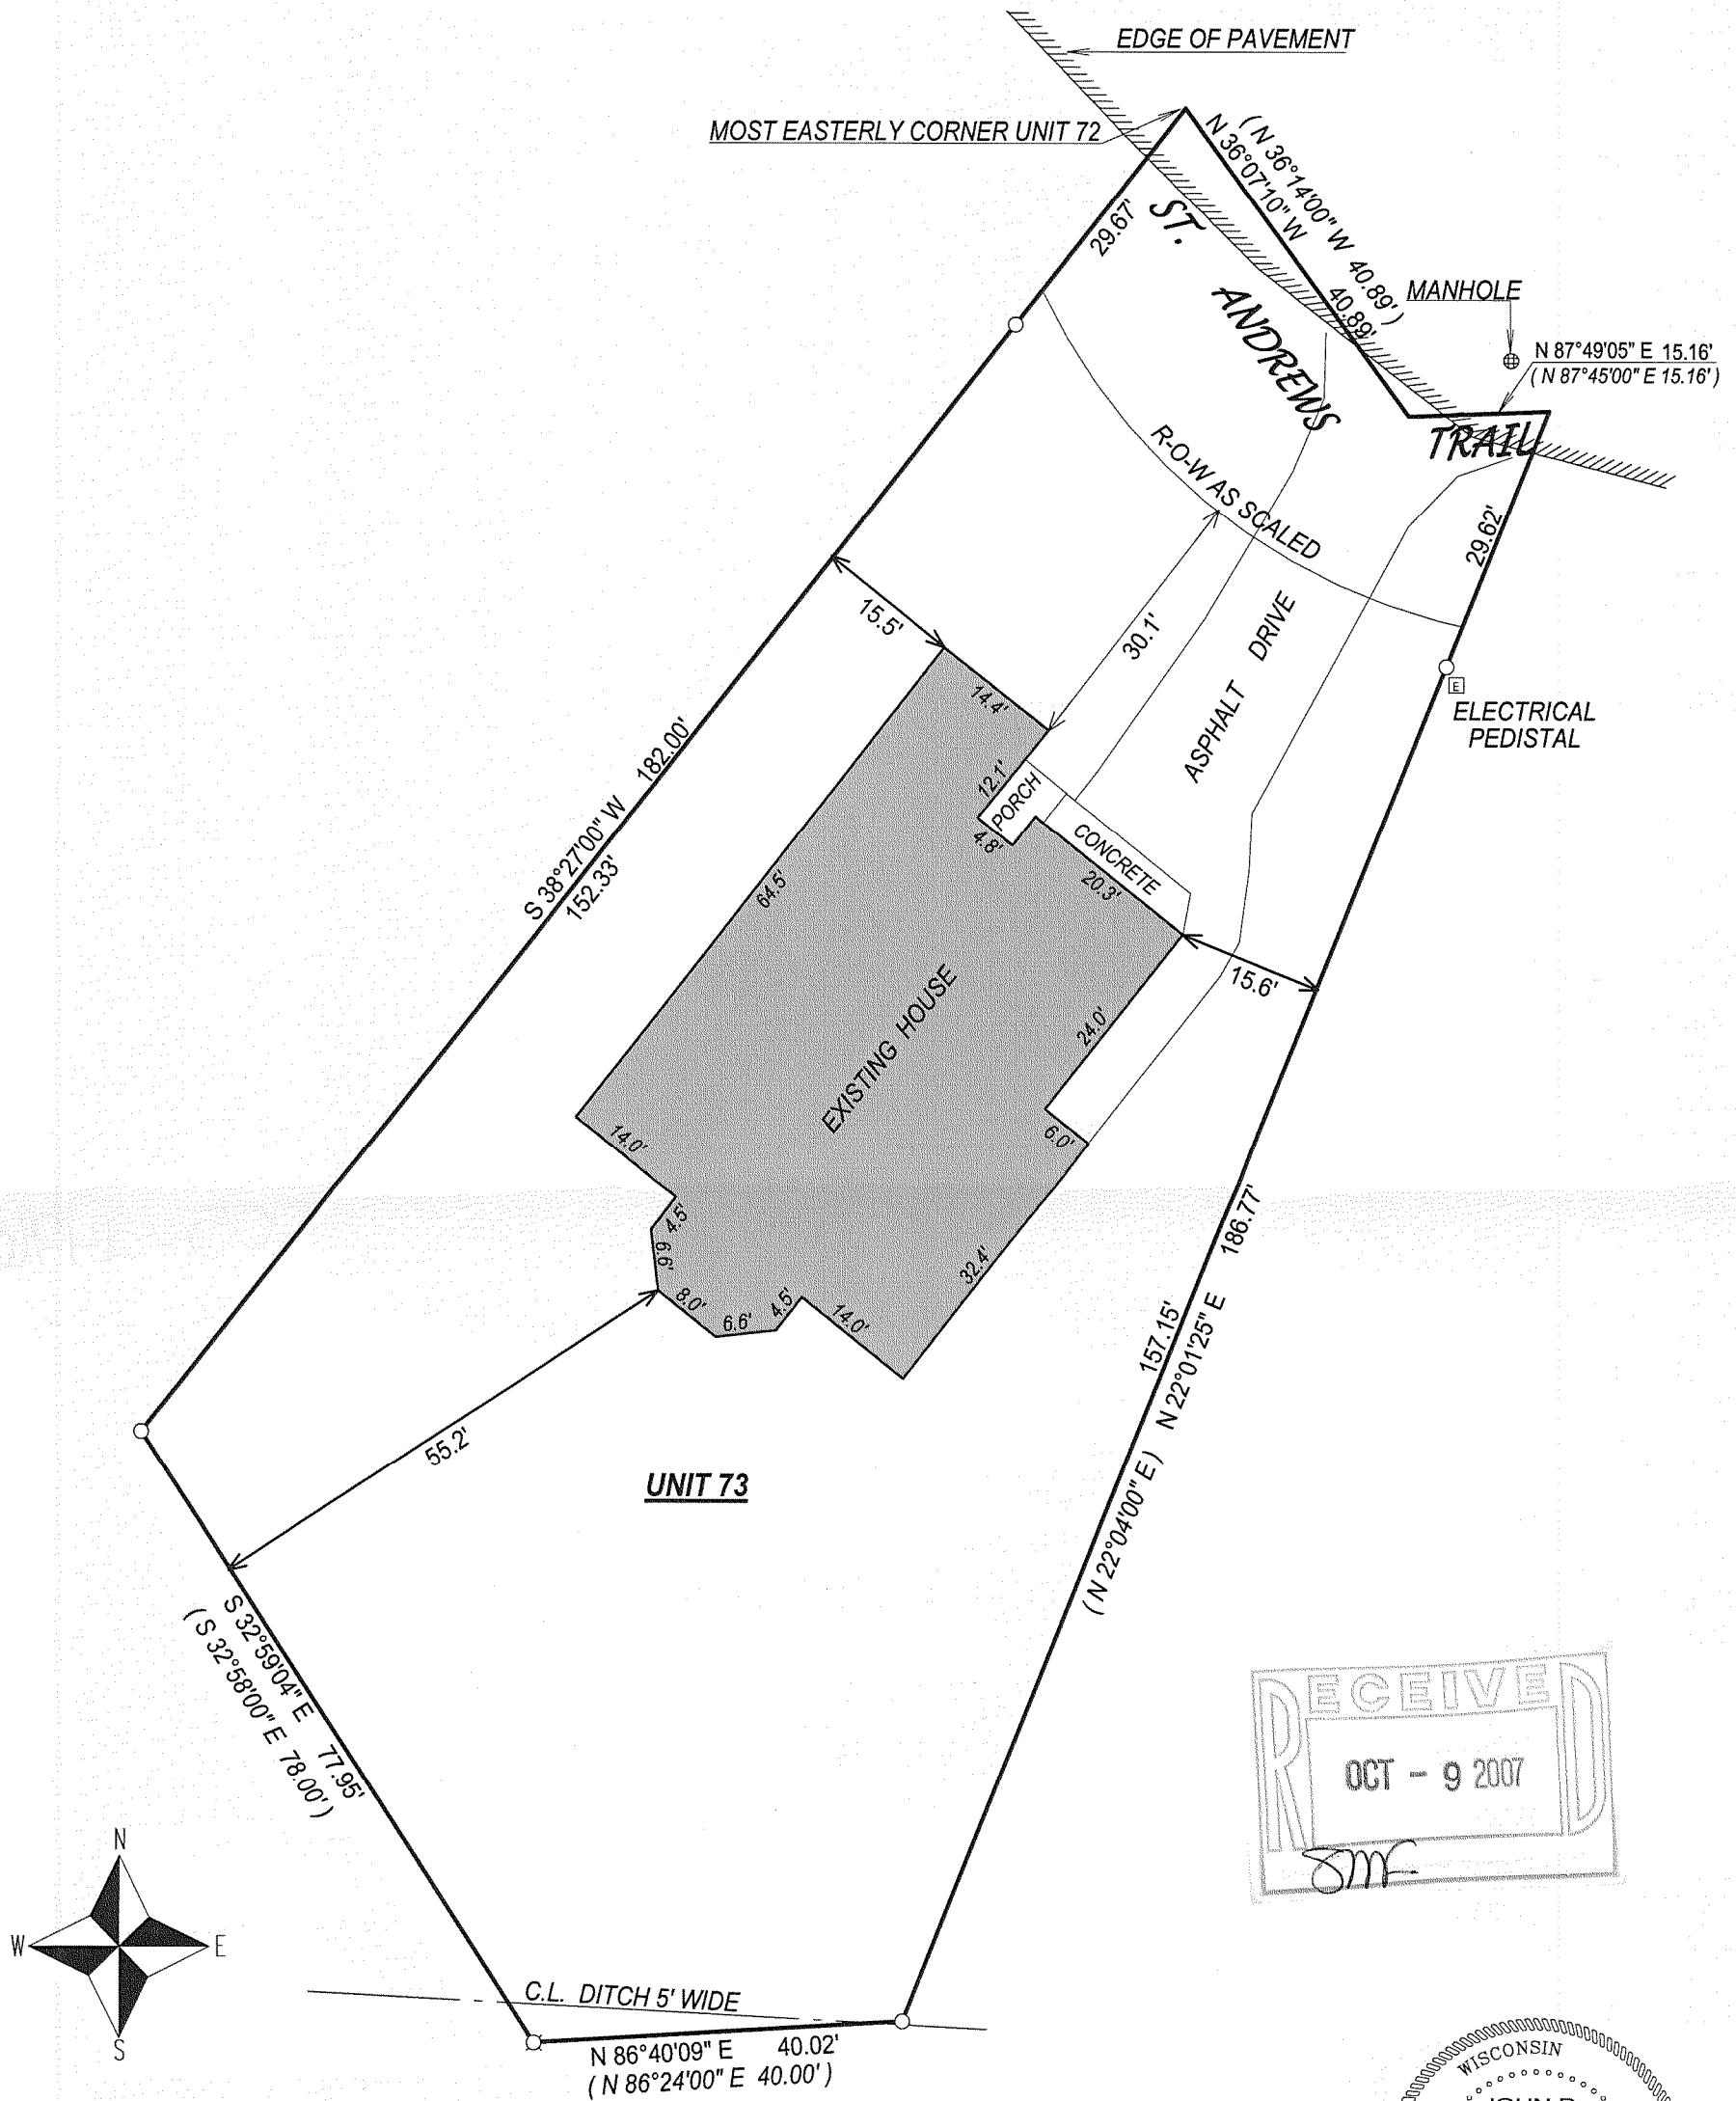 EDGE OF PAVEMENT
MOST EASTERLY CORNER UNIT 72
( N 36°14'00" W 40.89' )
N 36°07'10" W 40.89'
29.67'
ST. ANDREWS TRAIL
MANHOLE
N 87°49'05" E 15.16'
( N 87°45'00" E 15.16' )
R-O-W AS SCALED
29.62'
15.5'
30.1'
ASPHALT DRIVE
E
ELECTRICAL
PEDISTAL
14.4'
12.1'
PORCH
4.8'
CONCRETE
20.3'
S 38°27'00" W 182.00'
152.33'
64.5'
EXISTING HOUSE
15.6'
24.0'
6.0'
14.0'
4.5'
6.6'
8.0'
6.6'
4.5'
14.0'
32.4'
157.15'
N 22°01'25" E 186.77'
( N 22°04'00" E )
55.2'
UNIT 73
S 32°59'04" E 77.95'
( S 32°58'00" E 78.00' )
RECEIVED
OCT - 9 2007
SMF
N
W E
S
C.L. DITCH 5' WIDE
N 86°40'09" E 40.02'
( N 86°24'00" E 40.00' )
WISCONSIN